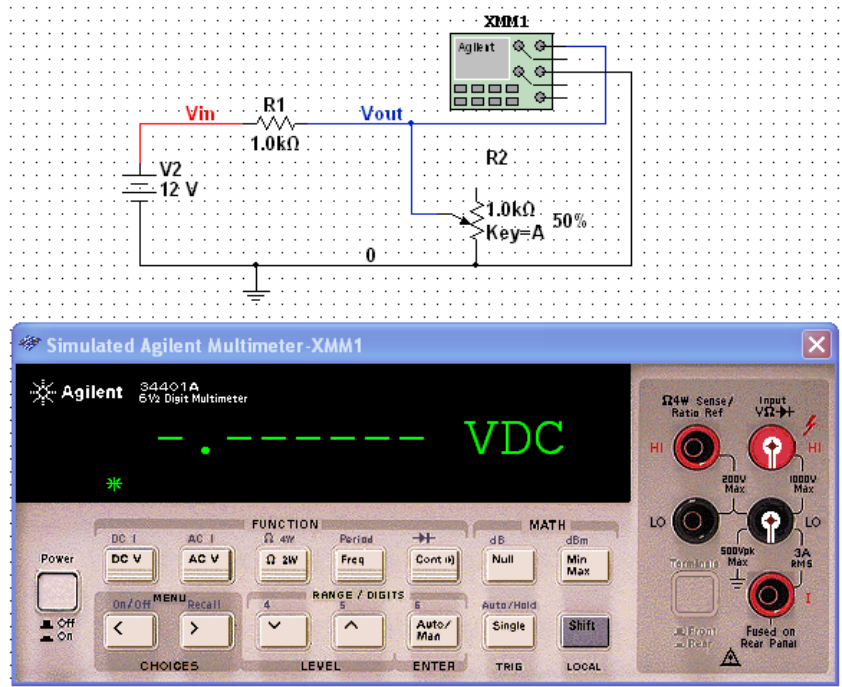 XMM1
Agilent
Vin
R1
1.0kΩ
Vout
V2
12 V
R2
1.0kΩ
50%
Key=A
0
Simulated Agilent Multimeter-XMM1
Agilent 34401A
6½ Digit Multimeter
-.------ VDC
*
Ω4W Sense/
Ratio Ref
Input
VΩ
HI
HI
200V
Max
1000V
Max
LO
LO
500Vpk
Max
3A
RMS
Terminals
I
Front
Rear
Fused on
Rear Panal
FUNCTION
MATH
DC I
AC I
Ω 4W
Period
dB
dBm
Power
DC V
AC V
Ω 2W
Freq
Cont
Null
Min
Max
Off
On
On/Off
MENU
Recall
RANGE / DIGITS
4
5
6
Auto/Hold
<
>
Auto/
Man
Single
Shift
CHOICES
LEVEL
ENTER
TRIG
LOCAL